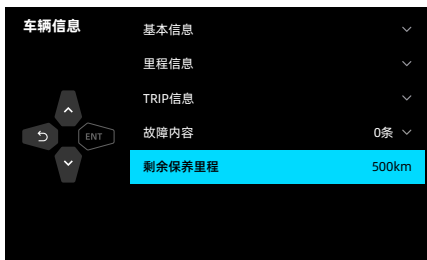 车辆信息
基本信息
里程信息
TRIP信息
故障内容 0条
ENT
剩余保养里程 500km